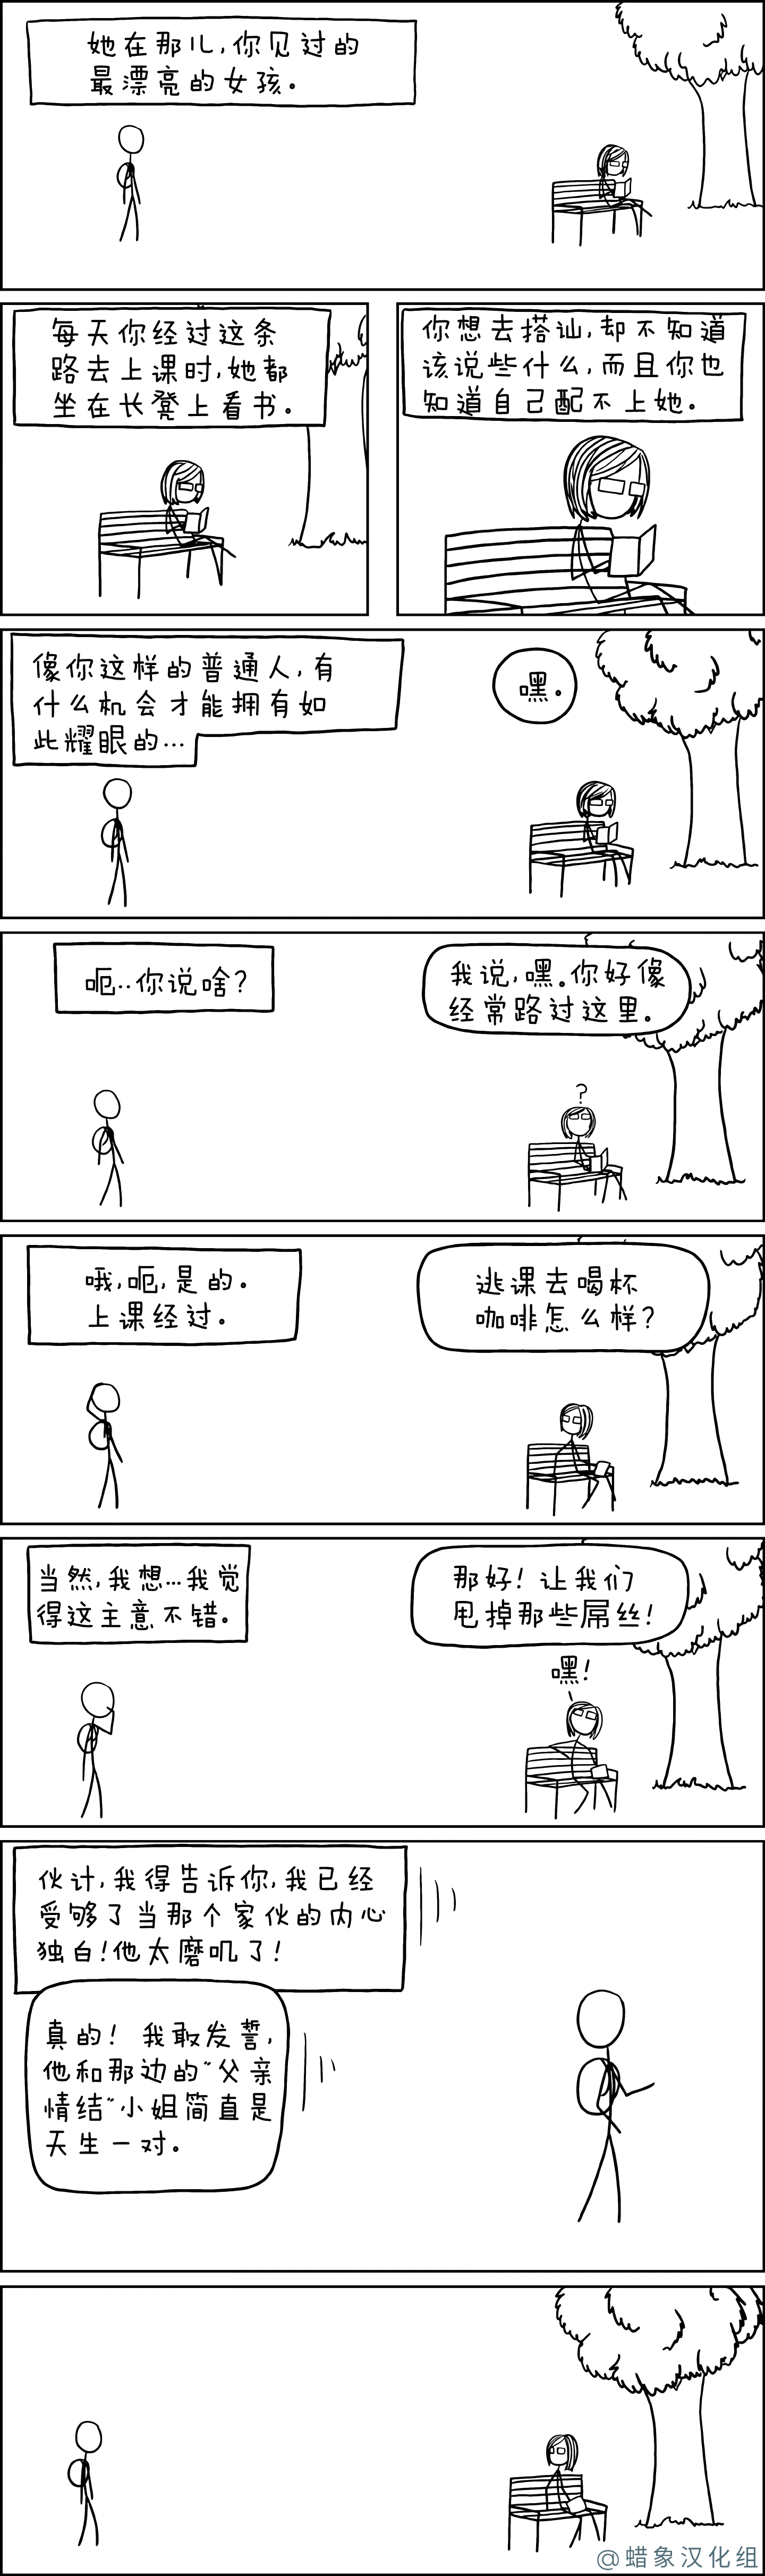 她在那儿,你见过的
最漂亮的女孩。
每天你经过这条
路去上课时,她都
坐在长凳上看书。
你想去搭讪,却不知道
该说些什么,而且你也
知道自己配不上她。
像你这样的普通人,有
什么机会才能拥有如
此耀眼的…
嘿。
呃..你说啥?
我说,嘿。你好像
经常路过这里。
?
哦,呃,是的。
上课经过。
逃课去喝杯
咖啡怎么样?
当然,我想…我觉
得这主意不错。
那好! 让我们
甩掉那些屌丝!
嘿!
伙计,我得告诉你,我已经
受够了当那个家伙的内心
独白!他太磨叽了!
真的! 我敢发誓,
他和那边的"父亲
情结"小姐简直是
天生一对。
@蜡象汉化组